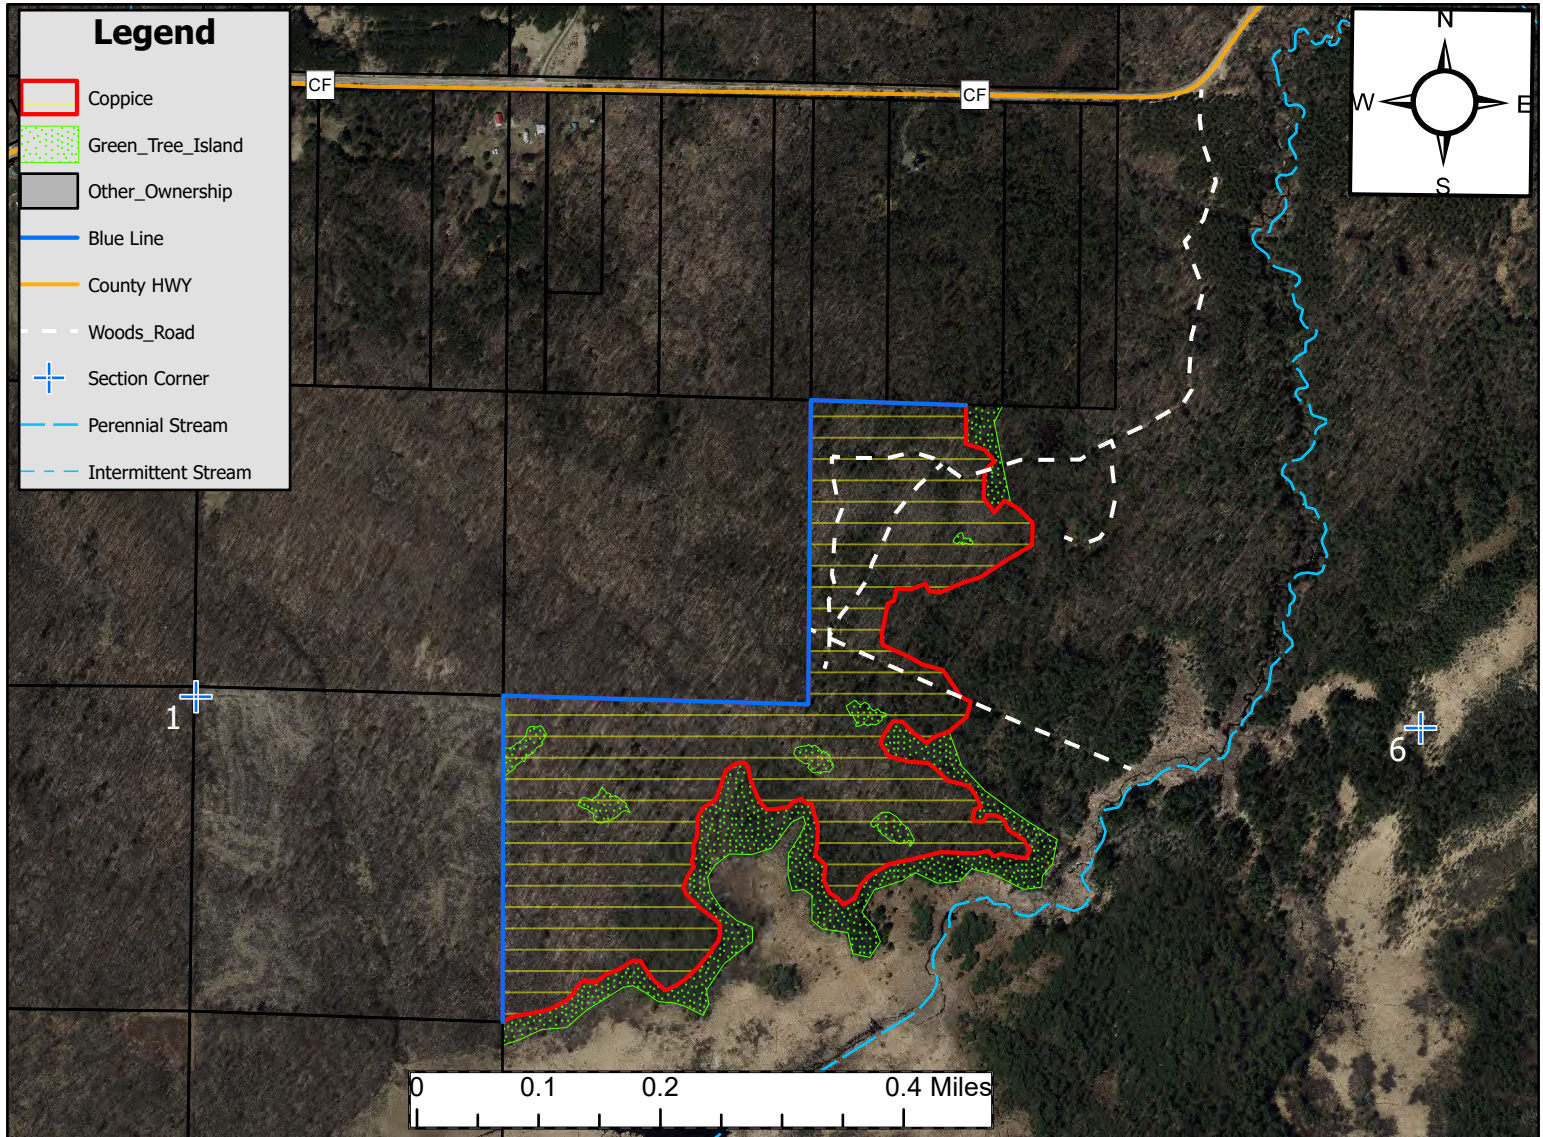 Legend
Coppice
Green_Tree_Island
Other_Ownership
Blue Line
County HWY
Woods_Road
Section Corner
Perennial Stream
Intermittent Stream
CF
CF
N
W
E
S
1
6
0
0.1
0.2
0.4 Miles